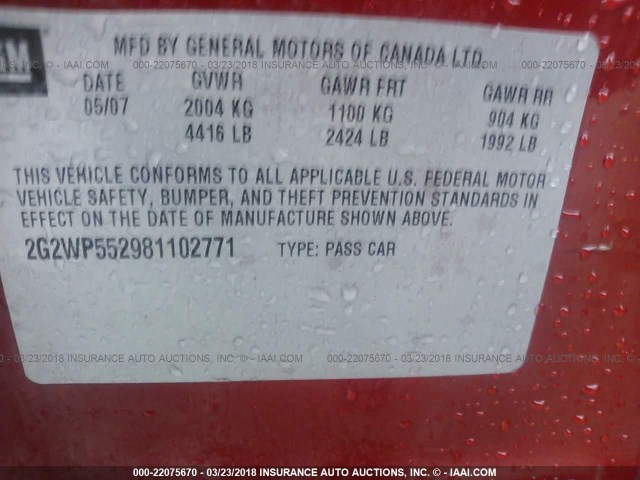 GM
MFD BY GENERAL MOTORS OF CANADA LTD
DATE GVWR GAWR FRT GAWR RR
05/07 2004 KG 1100 KG 904 KG
4416 LB 2424 LB 1992 LB
THIS VEHICLE CONFORMS TO ALL APPLICABLE U.S. FEDERAL MOTOR
VEHICLE SAFETY, BUMPER, AND THEFT PREVENTION STANDARDS IN
EFFECT ON THE DATE OF MANUFACTURE SHOWN ABOVE.
2G2WP552981102771 TYPE: PASS CAR
000-22075670 - 03/23/2018 INSURANCE AUTO AUCTIONS, INC. © - IAAI.COM